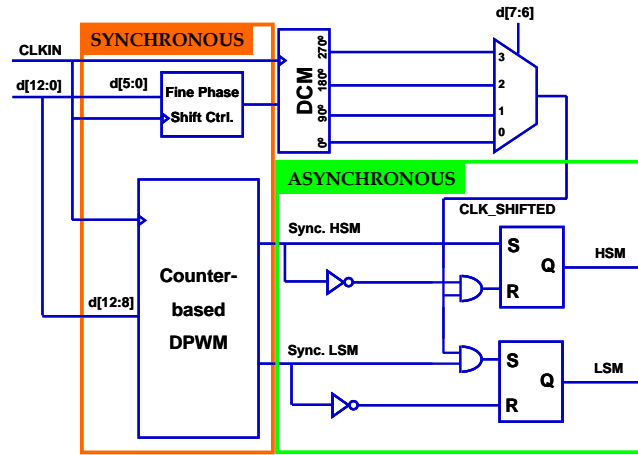 d[7:6]
SYNCHRONOUS
CLKIN
d[12:0]
d[5:0]
Fine Phase
Shift Ctrl.
DCM
270º
180º
90º
0º
3
2
1
0
ASYNCHRONOUS
CLK_SHIFTED
Sync. HSM
S
Q
R
HSM
Counter-
based
DPWM
d[12:8]
Sync. LSM
S
Q
R
LSM